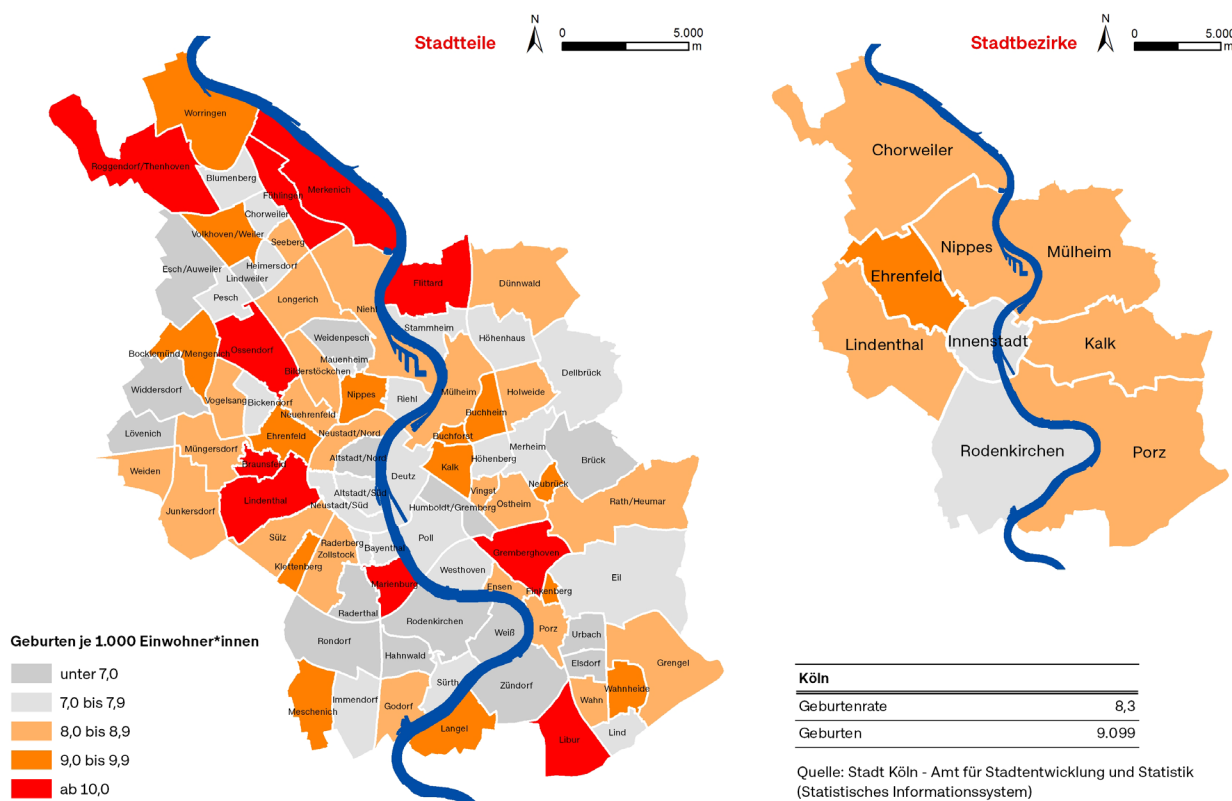 Stadtteile
N
0
5.000
m
Worringen
Roggendorf/Thenhoven
Blumenberg
Fühlingen
Merkenich
Chorweiler
Volkhoven/Weiler
Seeberg
Esch/Auweiler
Heimersdorf
Lindweiler
Pesch
Longerich
Niehl
Flittard
Dünnwald
Stammheim
Höhenhaus
Weidenpesch
Mauenheim
Bocklemünd/Mengenich
Ossendorf
Bilderstöckchen
Dellbrück
Widdersdorf
Vogelsang
Bickendorf
Nippes
Riehl
Mülheim
Holweide
Buchheim
Neuehrenfeld
Lövenich
Ehrenfeld
Neustadt/Nord
Buchforst
Müngersdorf
Merheim
Altstadt/Nord
Höhenberg
Brück
Weiden
Braunsfeld
Kalk
Deutz
Neubrück
Lindenthal
Altstadt/Süd
Vingst
Rath/Heumar
Neustadt/Süd
Humboldt/Gremberg
Ostheim
Junkersdorf
Sülz
Raderberg
Zollstock
Bayenthal
Poll
Gremberghoven
Klettenberg
Westhoven
Eil
Marienburg
Ensen
Finkenberg
Raderthal
Rodenkirchen
Weiß
Porz
Urbach
Rondorf
Hahnwald
Elsdorf
Grengel
Sürth
Zündorf
Wahnheide
Immendorf
Meschenich
Godorf
Wahn
Langel
Libur
Lind
Geburten je 1.000 Einwohner*innen
unter 7,0
7,0 bis 7,9
8,0 bis 8,9
9,0 bis 9,9
ab 10,0
Stadtbezirke
N
0
5.000
m
Chorweiler
Nippes
Mülheim
Ehrenfeld
Lindenthal
Innenstadt
Kalk
Rodenkirchen
Porz
Köln
Geburtenrate 8,3
Geburten 9.099
Quelle: Stadt Köln - Amt für Stadtentwicklung und Statistik
(Statistisches Informationssystem)